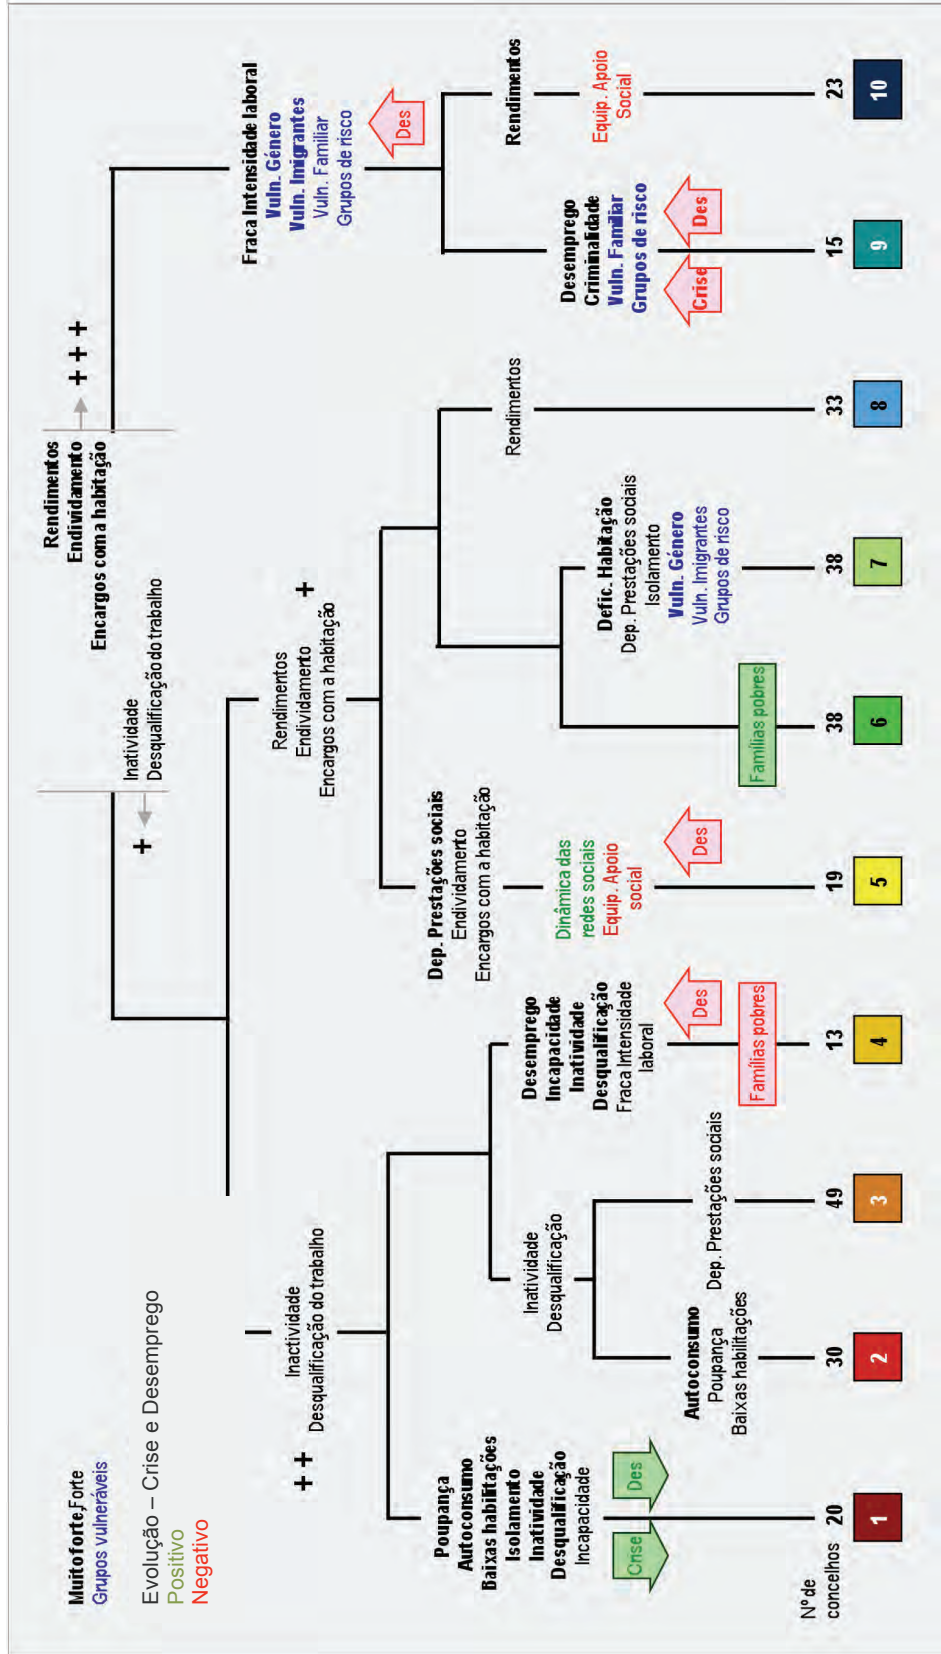 Muito forte, Forte
Grupos vulneráveis
Evolução – Crise e Desemprego
Positivo
Negativo
Inatividade
Desqualificação do trabalho
+
Rendimentos
Endividamento
Encargos com a habitação
+ + +
+ +
Inactividade
Desqualificação do trabalho
Rendimentos
Endividamento
Encargos com a habitação
+
Fraca Intensidade laboral
Vuln. Género
Vuln. Imigrantes
Vuln. Familiar
Grupos de risco
Des
Poupança
Autoconsumo
Baixas habilitações
Isolamento
Inatividade
Desqualificação
Incapacidade
Crise
Des
Inatividade
Desqualificação
Autoconsumo
Poupança
Baixas habilitações
Dep. Prestações sociais
Desemprego
Incapacidade
Inatividade
Desqualificação
Fraca Intensidade
laboral
Des
Famílias pobres
Dep. Prestações sociais
Endividamento
Encargos com a habitação
Dinâmica das
redes sociais
Equip. Apoio
social
Des
Famílias pobres
Defic. Habitação
Dep. Prestações sociais
Isolamento
Vuln. Género
Vuln. Imigrantes
Grupos de risco
Rendimentos
Desemprego
Criminalidade
Vuln. Familiar
Grupos de risco
Crise
Des
Rendimentos
Equip. Apoio
Social
Nº de
concelhos
20 30 49 13 19 38 38 33 15 23
1 2 3 4 5 6 7 8 9 10